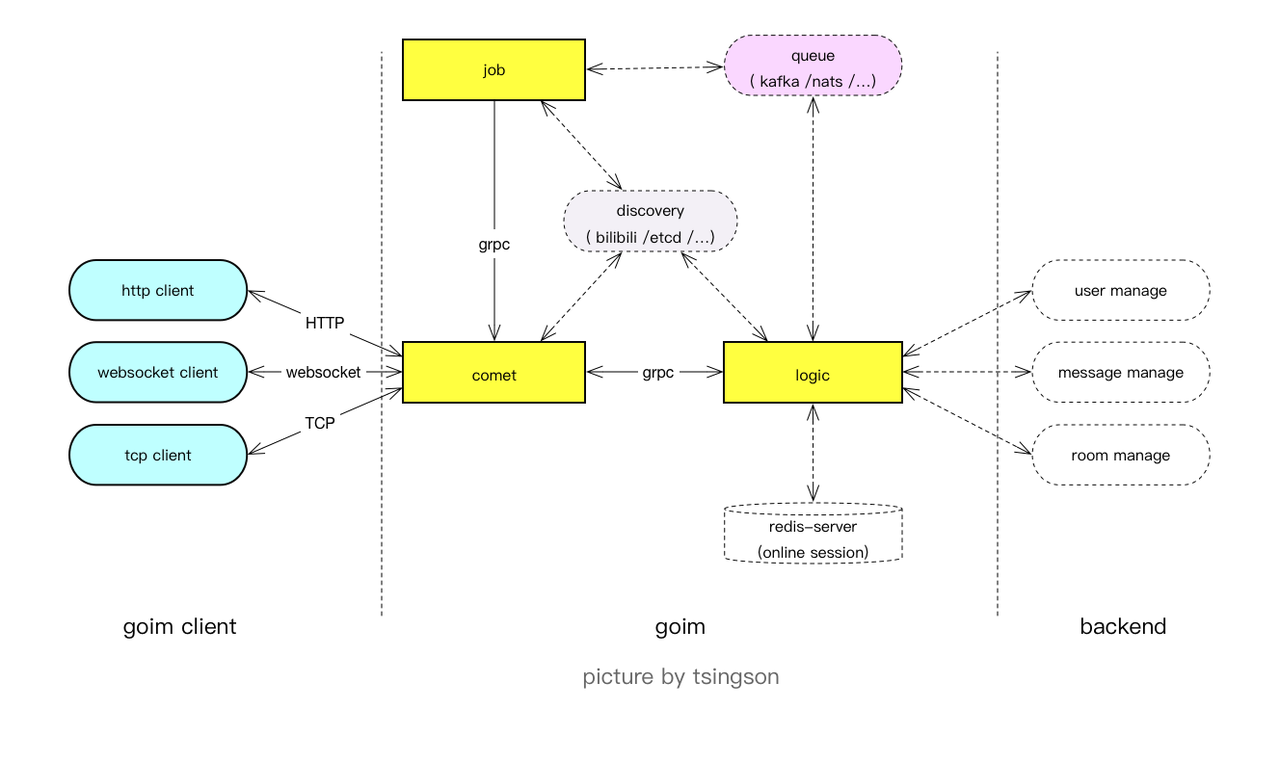 job
queue
( kafka /nats /...)
discovery
( bilibili /etcd /...)
grpc
http client
HTTP
user manage
websocket client
websocket
comet
grpc
logic
message manage
TCP
tcp client
room manage
redis-server
(online session)
goim client
goim
backend
picture by tsingson